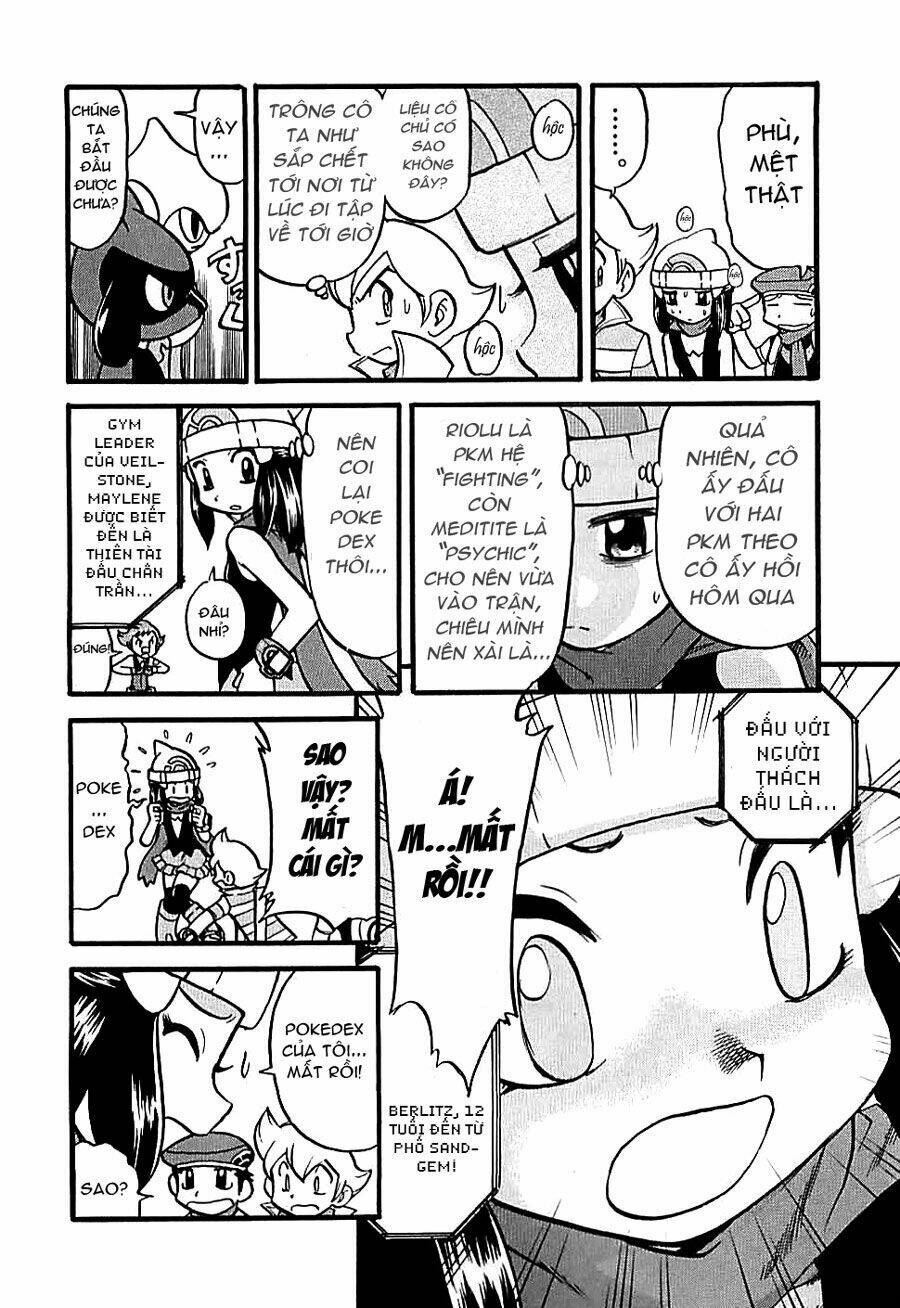 PHÙ,
MỆT
THẬT
......
hộc
hộc
hộc
LIỆU CÔ
CHỦ CÓ
SAO
KHÔNG
ĐÂY?
TRÔNG CÔ
TA NHƯ
SẮP CHẾT
TỚI NƠI TỪ
LÚC ĐI TẬP
VỀ TỚI GIỜ
hộc
VẬY
...
CHÚNG
TA
BẮT
ĐẦU
ĐƯỢC
CHƯA?
QUẢ
NHIÊN, CÔ
ẤY ĐẤU
VỚI HAI
PKM THEO
CÔ ẤY HỒI
HÔM QUA
RIOLU LÀ
PKM HỆ
“FIGHTING”,
CÒN
MEDITITE LÀ
“PSYCHIC”,
CHO NÊN VỪA
VÀO TRẬN,
CHIÊU MÌNH
NÊN XÀI LÀ...
NÊN
COI
LẠI
POKE
DEX
THÔI...
ĐÂU
NHỈ?
GYM
LEADER
CỦA VEIL-
STONE,
MAYLENE
ĐƯỢC BIẾT
ĐẾN LÀ
THIÊN TÀI
ĐẤU CHÂN
TRẦN...
ĐÚNG!
ĐẤU VỚI
NGƯỜI
THÁCH
ĐẤU LÀ...
Á!
M...MẤT
RỒI!!
BERLITZ, 12
TUỔI ĐẾN TỪ
PHỐ SAND-
GEM!
SAO
VẬY?
MẤT
CÁI GÌ?
POKE
...
DEX
POKEDEX
CỦA TÔI...
MẤT RỒI!
SAO?